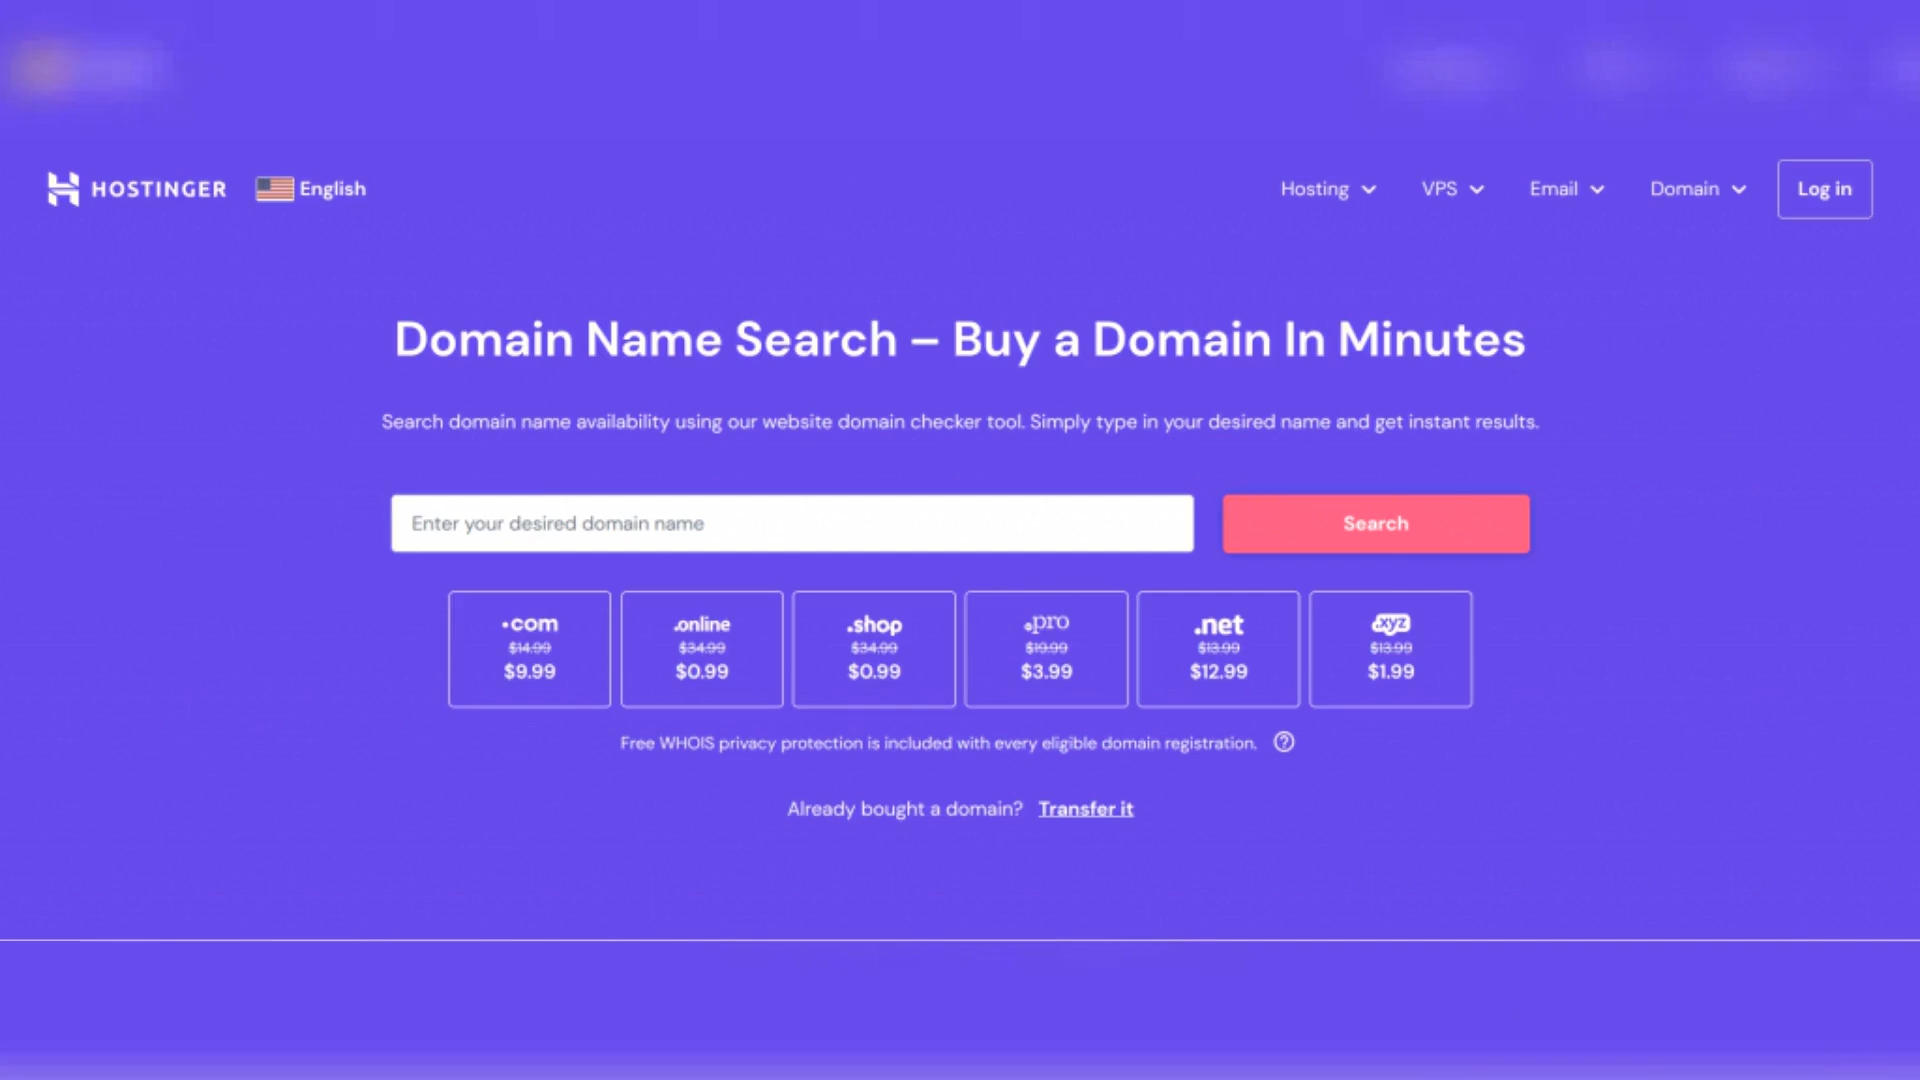 HOSTINGER English Hosting VPS Email Domain Log in
Domain Name Search – Buy a Domain In Minutes
Search domain name availability using our website domain checker tool. Simply type in your desired name and get instant results.
Enter your desired domain name Search
.com .online .shop .pro .net .xyz
$14.99 $34.99 $34.99 $19.99 $13.99 $13.99
$9.99 $0.99 $0.99 $3.99 $12.99 $1.99
Free WHOIS privacy protection is included with every eligible domain registration. ?
Already bought a domain? Transfer it